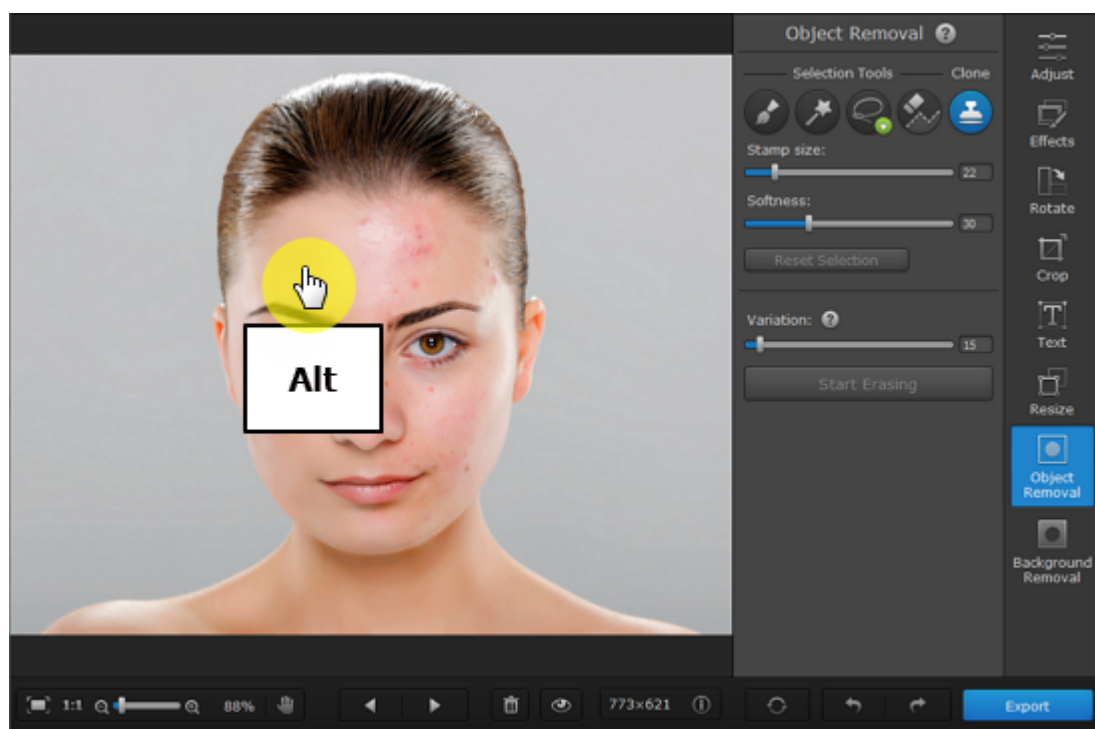 Object Removal ?
Selection Tools
Clone
Stamp size:
22
Softness:
30
Reset Selection
Variation: ?
15
Start Erasing
Adjust
Effects
Rotate
Crop
T
Text
Resize
Object
Removal
Background
Removal
Alt
1:1
88%
773×621
Export